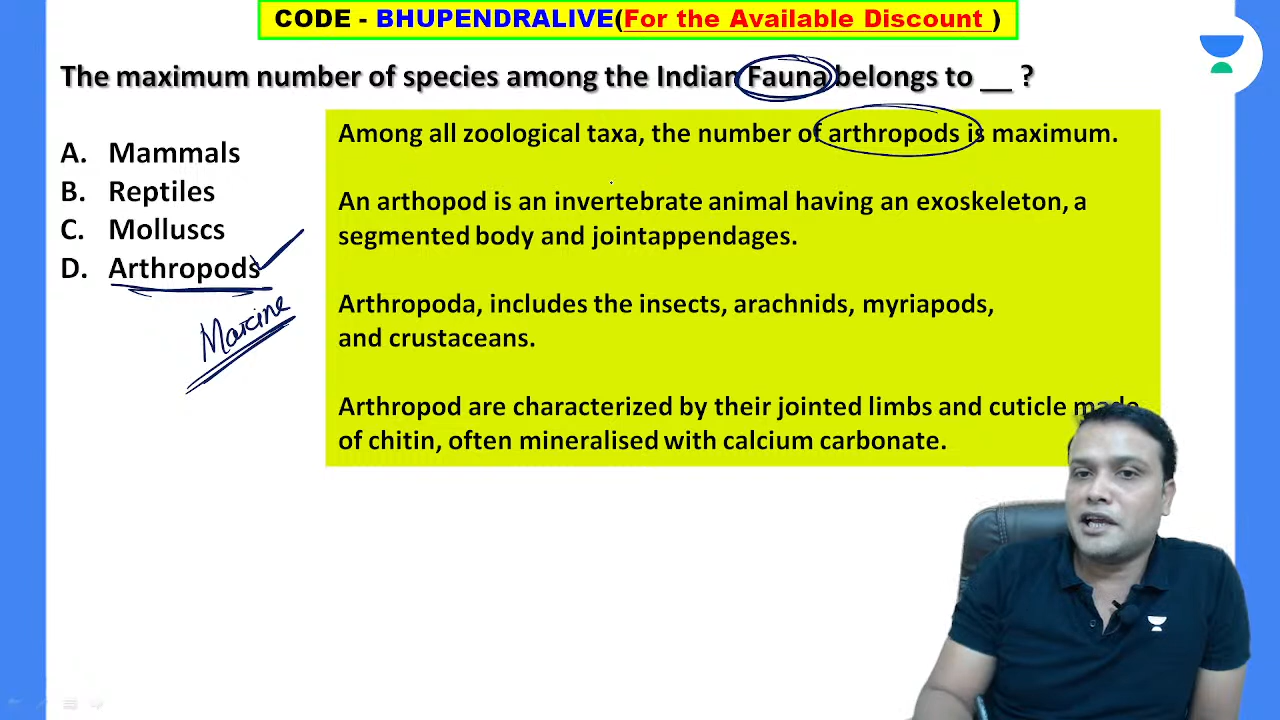 CODE - BHUPENDRALIVE(For the Available Discount )
The maximum number of species among the Indian Fauna belongs to __ ?
A. Mammals
B. Reptiles
C. Molluscs
D. Arthropods
Marine
Among all zoological taxa, the number of arthropods is maximum.
An arthopod is an invertebrate animal having an exoskeleton, a
segmented body and jointappendages.
Arthropoda, includes the insects, arachnids, myriapods,
and crustaceans.
Arthropod are characterized by their jointed limbs and cuticle made
of chitin, often mineralised with calcium carbonate.